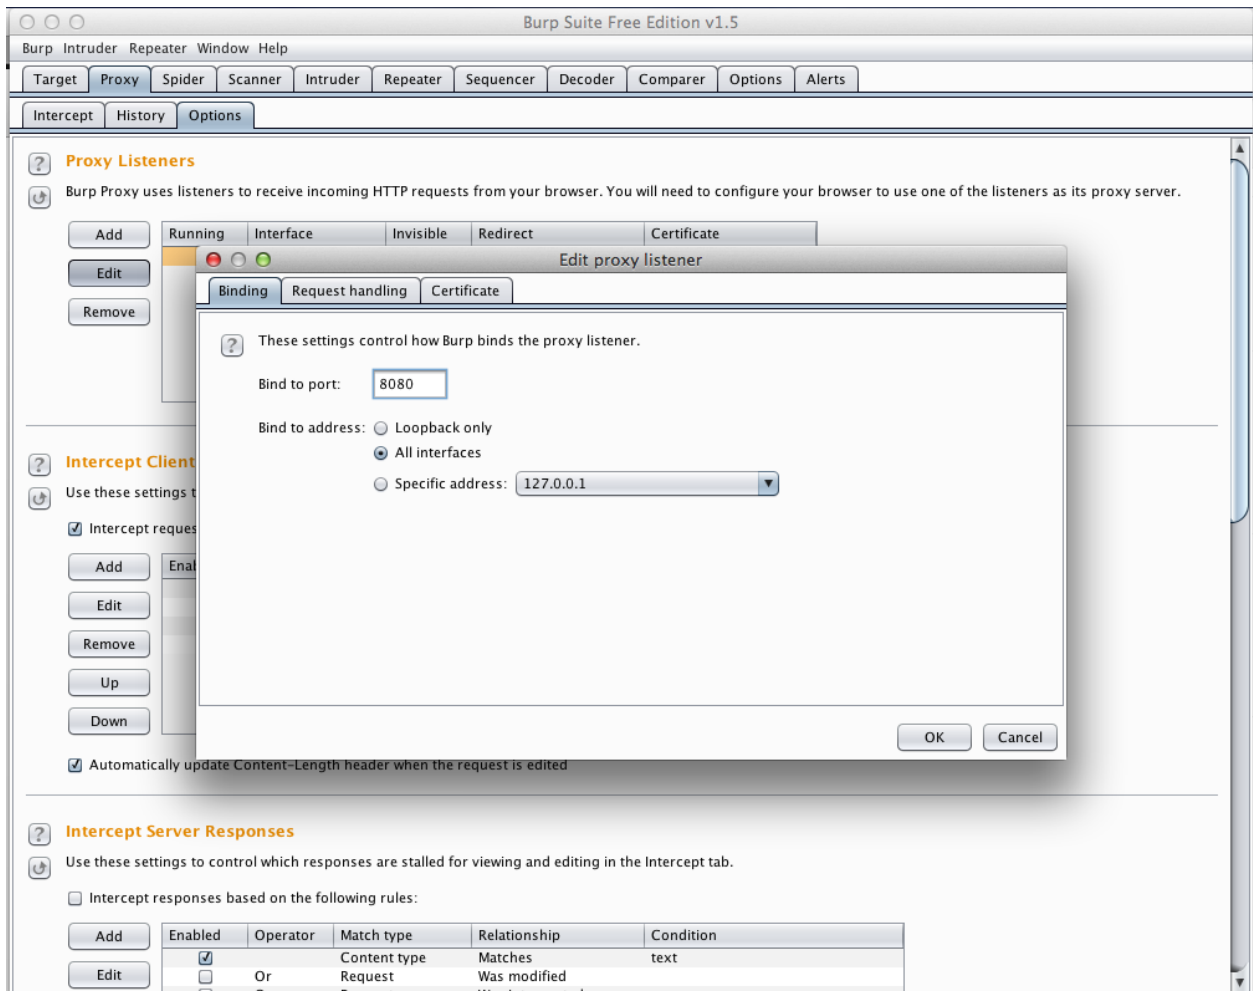 Burp Suite Free Edition v1.5
Burp Intruder Repeater Window Help
Target Proxy Spider Scanner Intruder Repeater Sequencer Decoder Comparer Options Alerts
Intercept History Options
? Proxy Listeners
Burp Proxy uses listeners to receive incoming HTTP requests from your browser. You will need to configure your browser to use one of the listeners as its proxy server.
Add Running Interface Invisible Redirect Certificate
Edit proxy listener
Edit
Binding Request handling Certificate
Remove
? These settings control how Burp binds the proxy listener.
Bind to port: 8080
Bind to address: Loopback only
All interfaces
Specific address: 127.0.0.1
? Intercept Client
Use these settings t
Intercept reques
Add Enal
Edit
Remove
Up
Down
OK Cancel
Automatically update Content-Length header when the request is edited
? Intercept Server Responses
Use these settings to control which responses are stalled for viewing and editing in the Intercept tab.
Intercept responses based on the following rules:
Add Enabled Operator Match type Relationship Condition
Content type Matches text
Edit Or Request Was modified